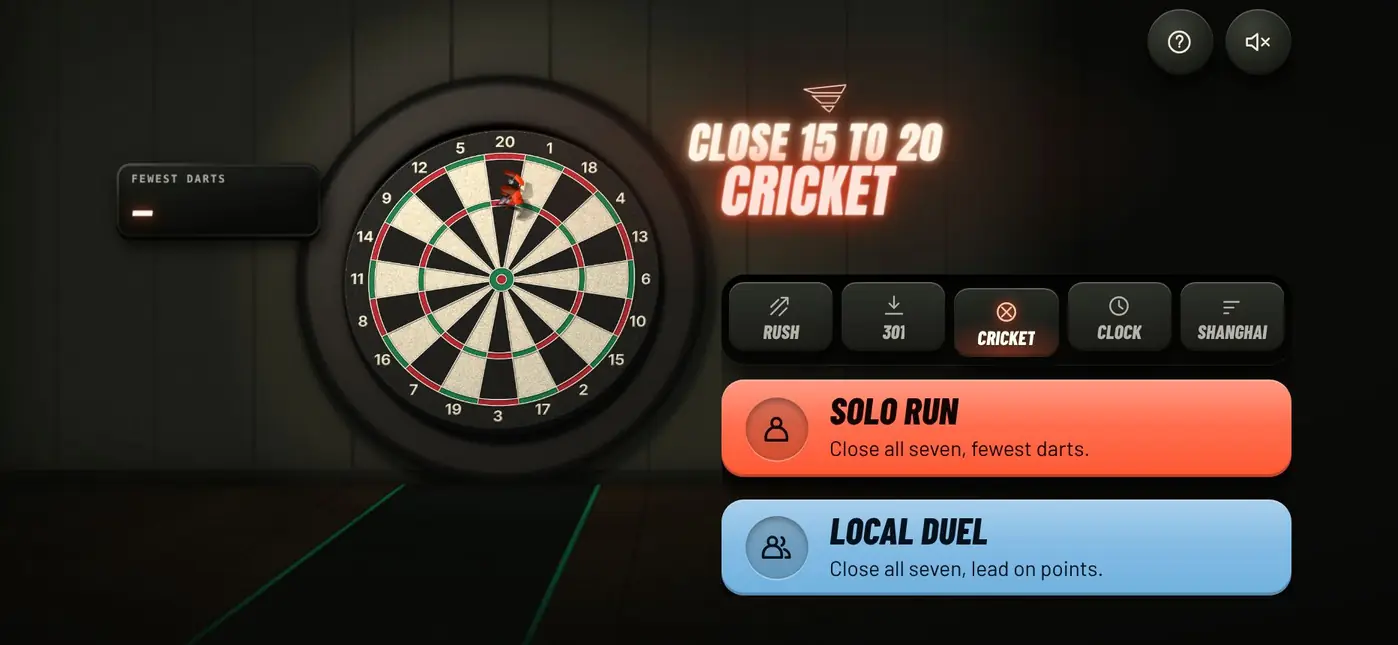 FEWEST DARTS
–
CLOSE 15 TO 20
CRICKET
20
1
18
4
13
6
10
15
2
17
3
19
7
16
8
11
14
9
12
5
RUSH
301
CRICKET
CLOCK
SHANGHAI
SOLO RUN
Close all seven, fewest darts.
LOCAL DUEL
Close all seven, lead on points.